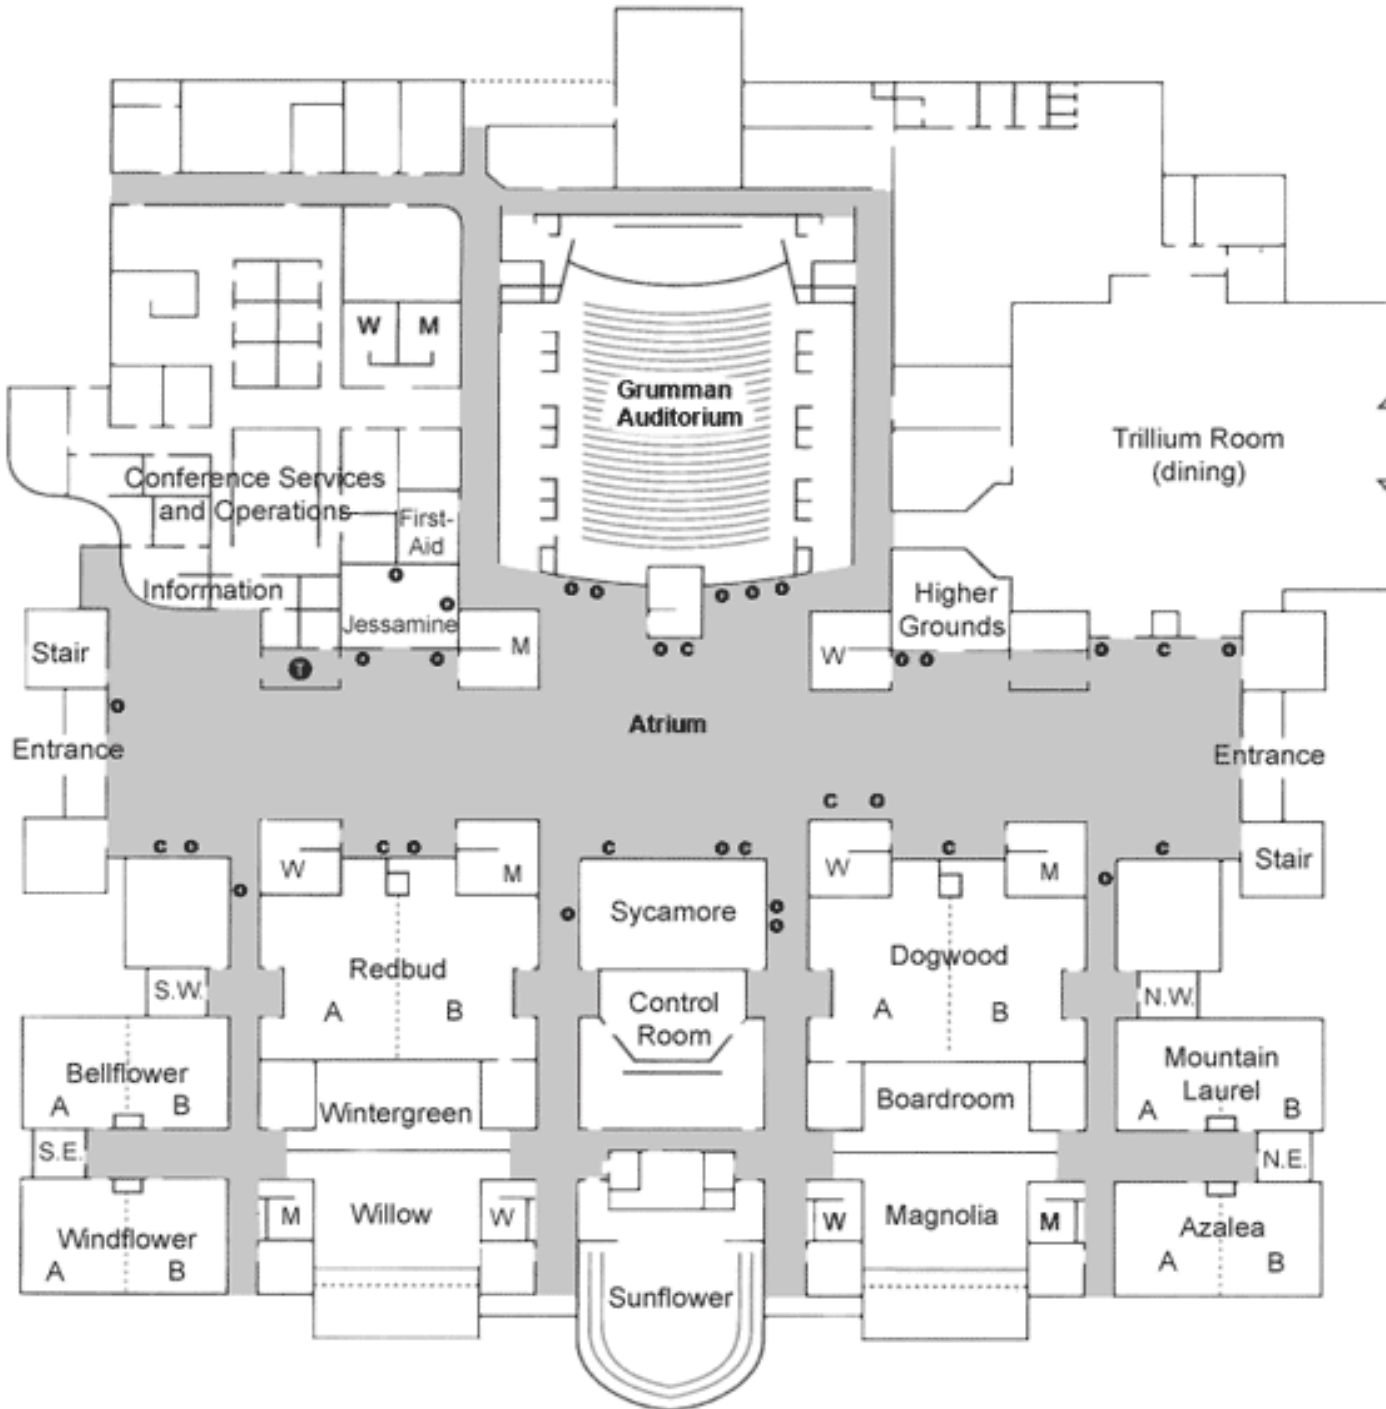 W
M
Grumman
Auditorium
Trillium Room
(dining)
Conference Services
and Operations
First-
Aid
Information
Jessamine
Higher
Grounds
Stair
T
M
W
Atrium
Entrance
Entrance
Stair
W
M
W
M
Sycamore
Redbud
A
B
Dogwood
A
B
S.W.
Control
Room
N.W.
Bellflower
A
B
Mountain
Laurel
A
B
Wintergreen
Boardroom
S.E.
N.E.
M
Willow
W
W
Magnolia
M
Windflower
A
B
Azalea
A
B
Sunflower